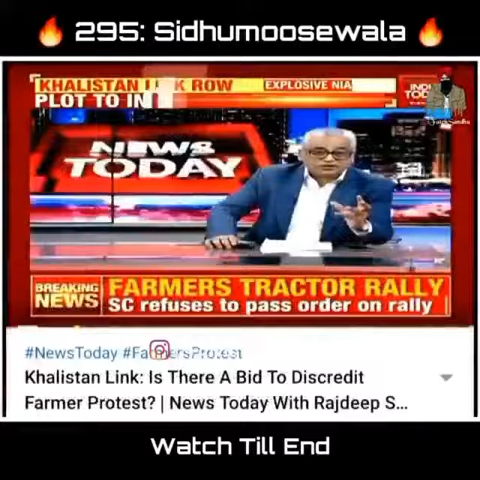 295: Sidhumoosewala
KHALISTAN ROW
EXPLOSIVE NIA
PLOT TO IN
NEWS
TODAY
BREAKING
NEWS
FARMERS TRACTOR RALLY
SC refuses to pass order on rally
#NewsToday #FarmersProtest
Khalistan Link: Is There A Bid To Discredit
Farmer Protest? | News Today With Rajdeep S...
Watch Till End